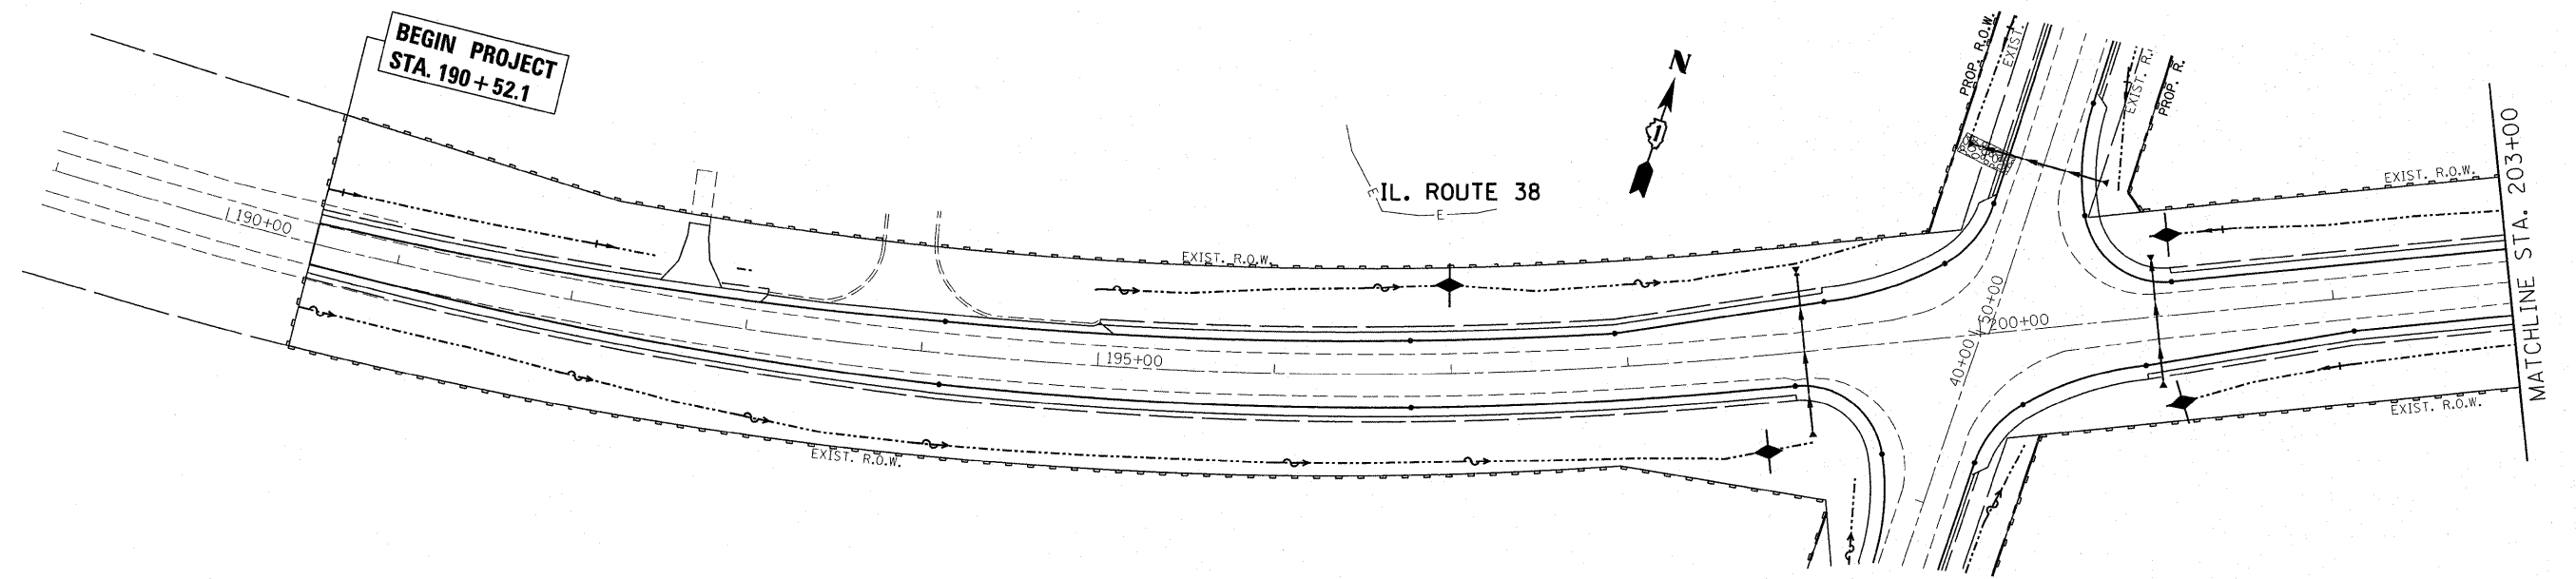 BEGIN PROJECT
STA. 190+52.1
N
1
PROP. R.O.W.
EXIST.
EXIST. R.
PROP. R.
IL. ROUTE 38
E
E
EXIST. R.O.W.
EXIST. R.O.W.
190+00
195+00
200+00
50+00
40+00
EXIST. R.O.W.
EXIST. R.O.W.
MATCHLINE STA. 203+00